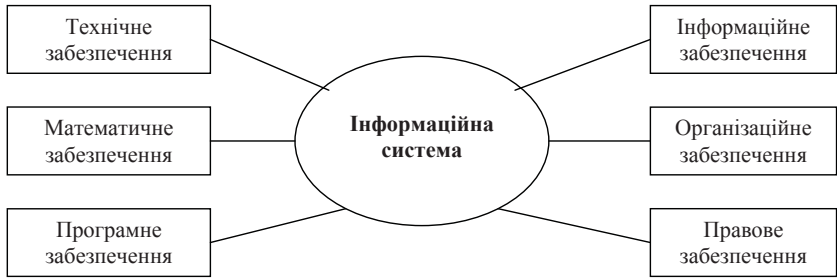 Технічне
забезпечення
Інформаційне
забезпечення
Математичне
забезпечення
Інформаційна
система
Організаційне
забезпечення
Програмне
забезпечення
Правове
забезпечення